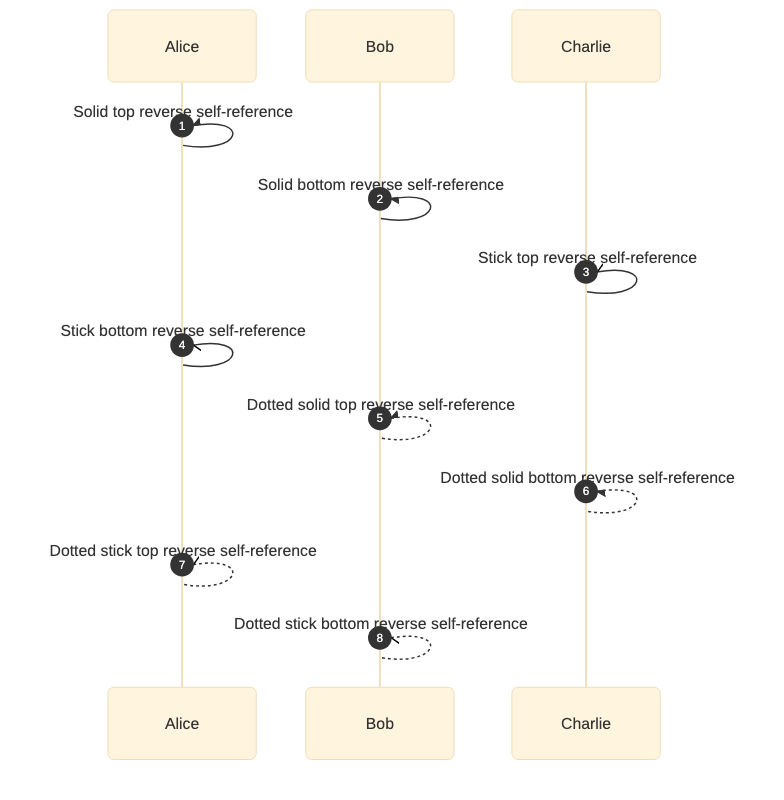 Alice
Bob
Charlie
Solid top reverse self-reference
1
Solid bottom reverse self-reference
2
Stick top reverse self-reference
3
Stick bottom reverse self-reference
4
Dotted solid top reverse self-reference
5
Dotted solid bottom reverse self-reference
6
Dotted stick top reverse self-reference
7
Dotted stick bottom reverse self-reference
8
Alice
Bob
Charlie